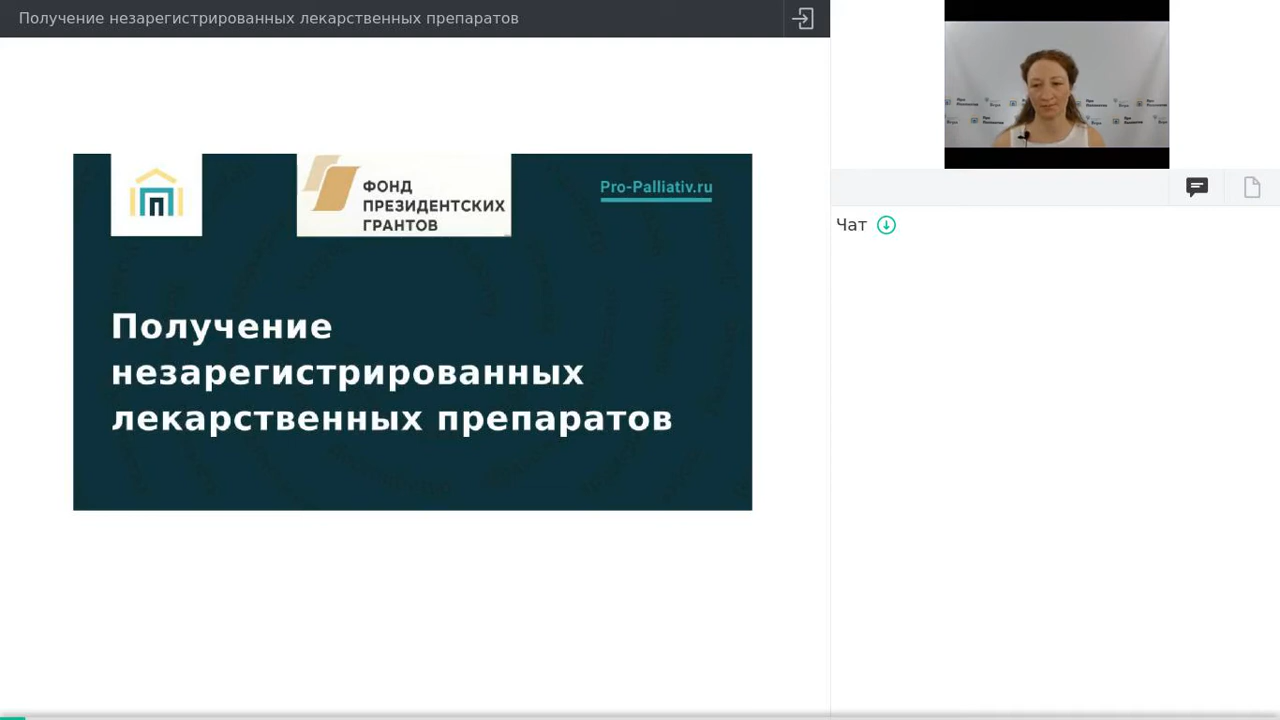 Получение незарегистрированных лекарственных препаратов
ФОНД
ПРЕЗИДЕНТСКИХ
ГРАНТОВ
Pro-Palliativ.ru
Получение
незарегистрированных
лекарственных препаратов
Чат